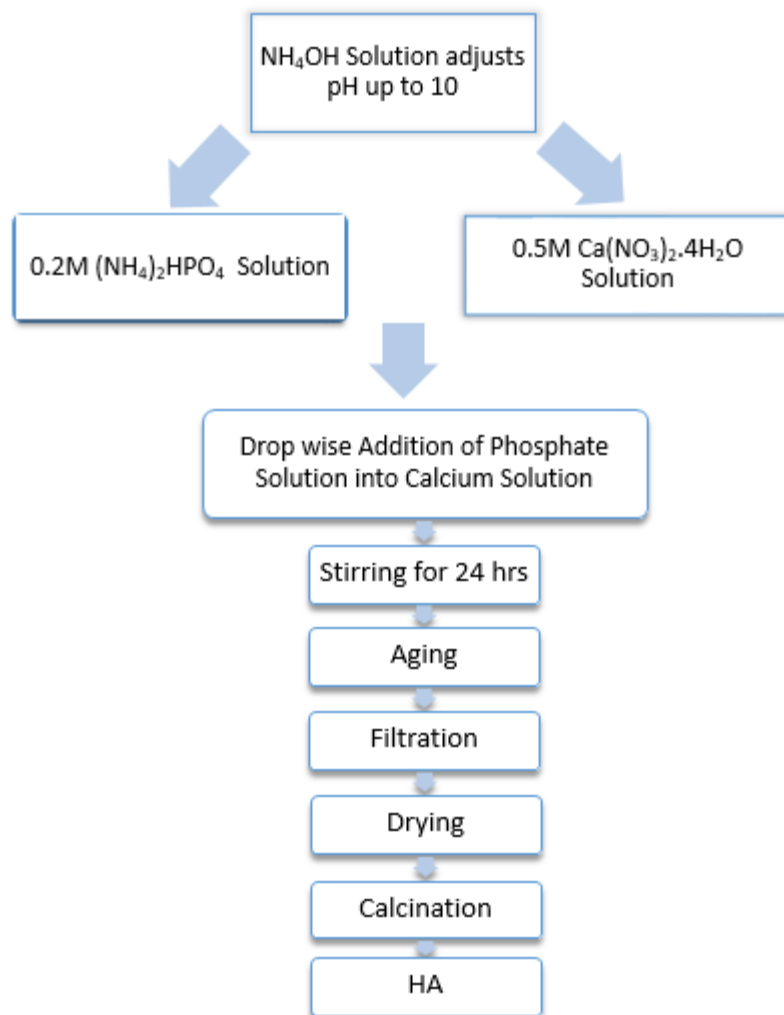 NH₄OH Solution adjusts
pH up to 10
0.2M (NH₄)₂HPO₄ Solution
0.5M Ca(NO₃)₂.4H₂O
Solution
Drop wise Addition of Phosphate
Solution into Calcium Solution
Stirring for 24 hrs
Aging
Filtration
Drying
Calcination
HA